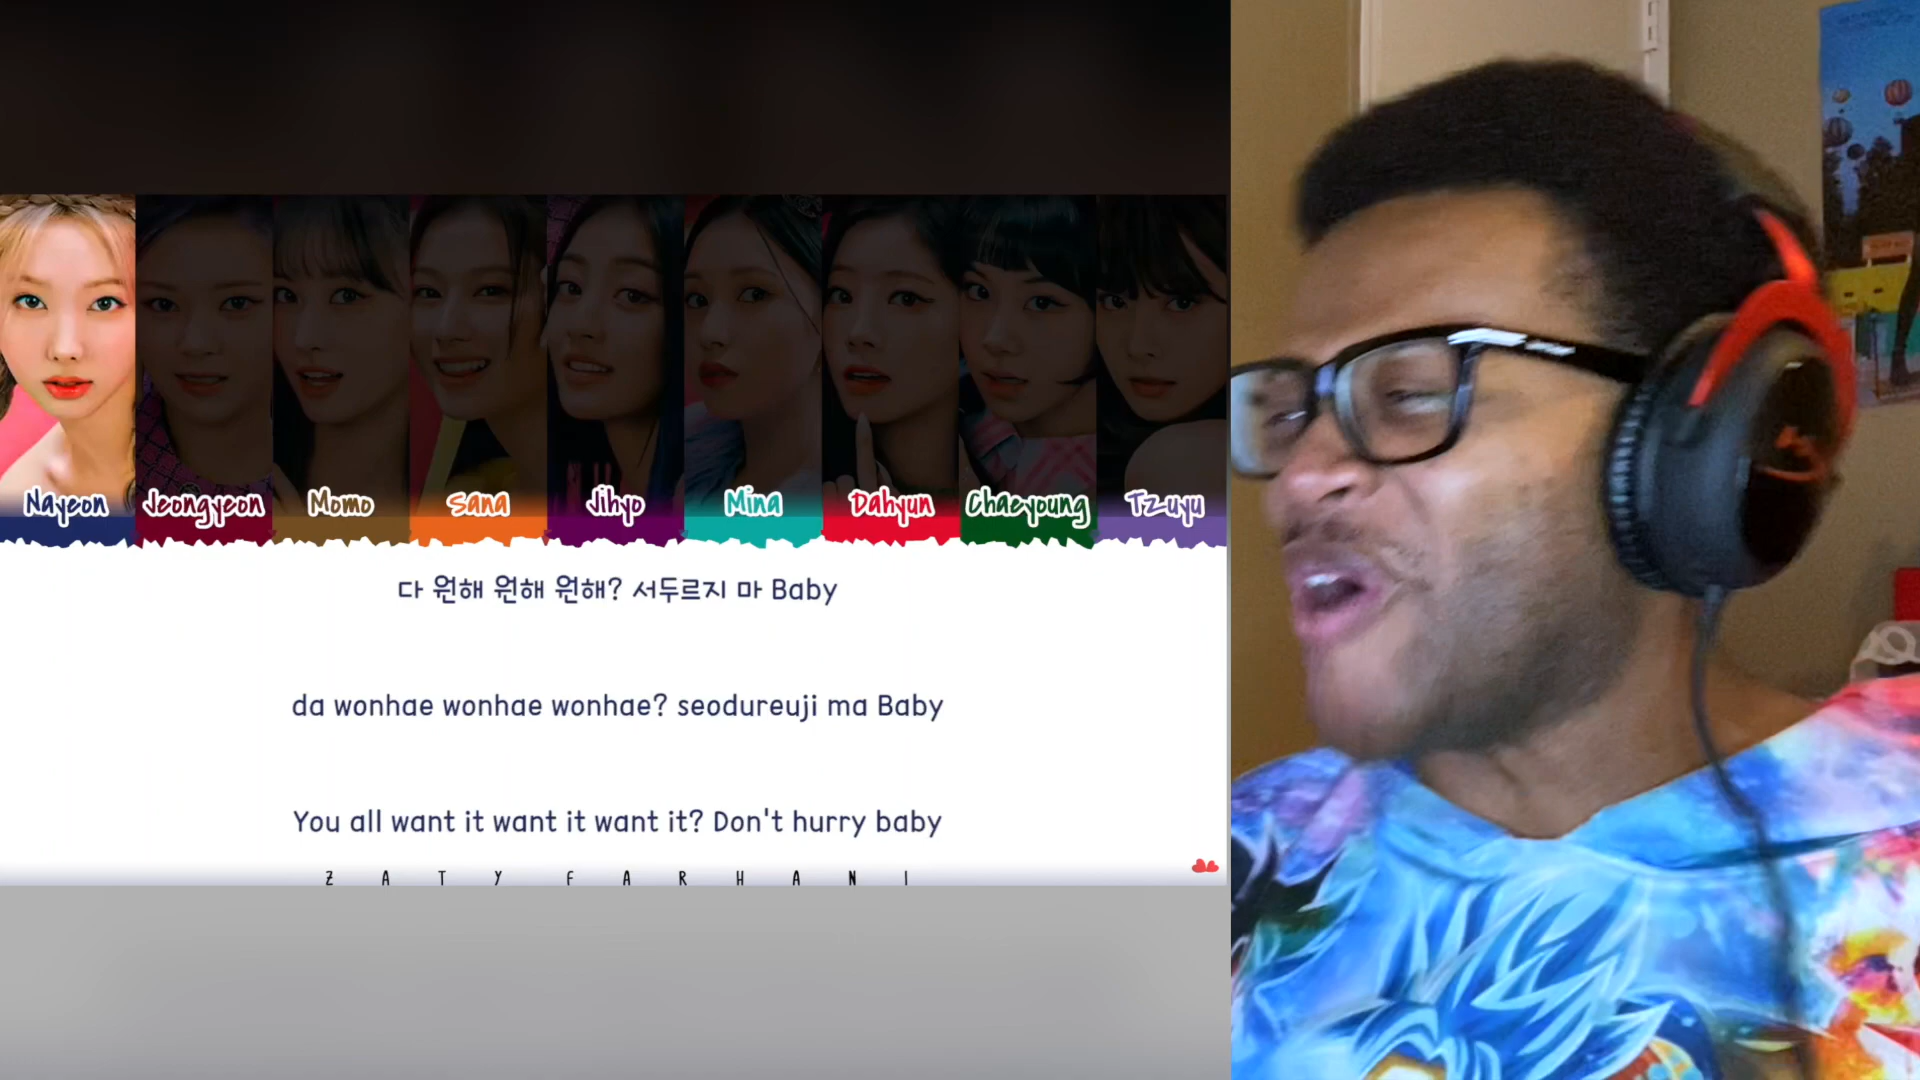 Nayeon Jeongyeon Momo Sana Jihyo Mina Dahyun Chaeyoung Tzuyu
다 원해 원해 원해? 서두르지 마 Baby
da wonhae wonhae wonhae? seodureuji ma Baby
You all want it want it want it? Don't hurry baby
Z A T Y F A R H A N I